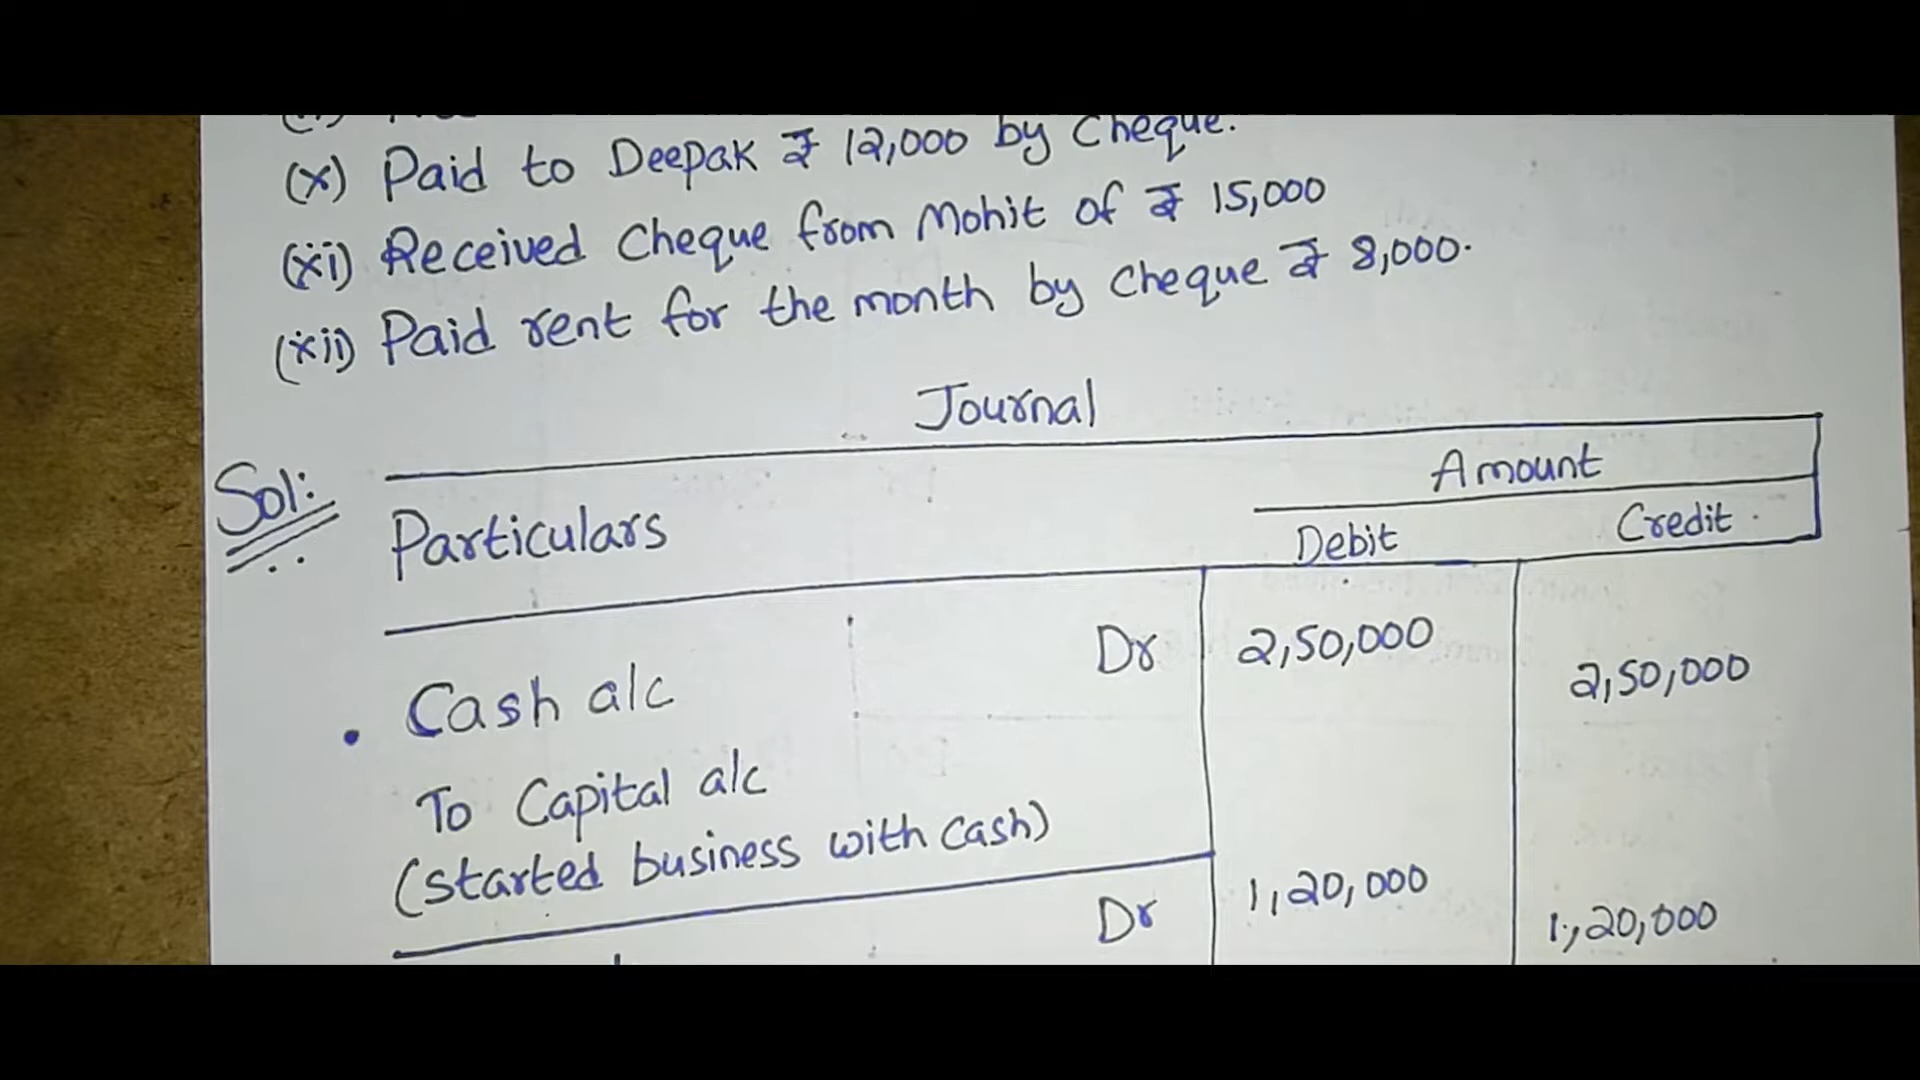 (x) Paid to Deepak ₹ 12,000 by Cheque.
(xi) Received Cheque from Mohit of ₹ 15,000
(xii) Paid rent for the month by Cheque ₹ 8,000.
Journal
Sol:
Amount
Particulars
Debit
Credit
Cash a/c Dr 2,50,000
2,50,000
To Capital a/c
(started business with cash)
Dr 1,20,000
1,20,000